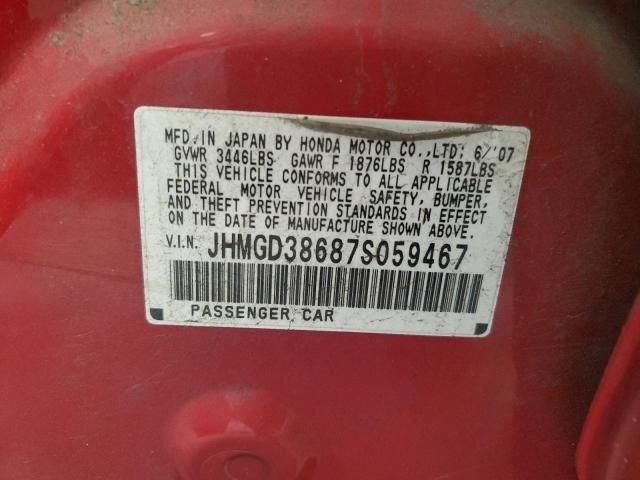 MFD. IN JAPAN BY HONDA MOTOR CO.,LTD; 6/'07
GVWR 3446LBS GAWR F 1876LBS R 1587LBS
THIS VEHICLE CONFORMS TO ALL APPLICABLE
FEDERAL MOTOR VEHICLE SAFETY, BUMPER,
AND THEFT PREVENTION STANDARDS IN EFFECT
ON THE DATE OF MANUFACTURE SHOWN ABOVE.
V.I.N. JHMGD38687S059467
PASSENGER CAR